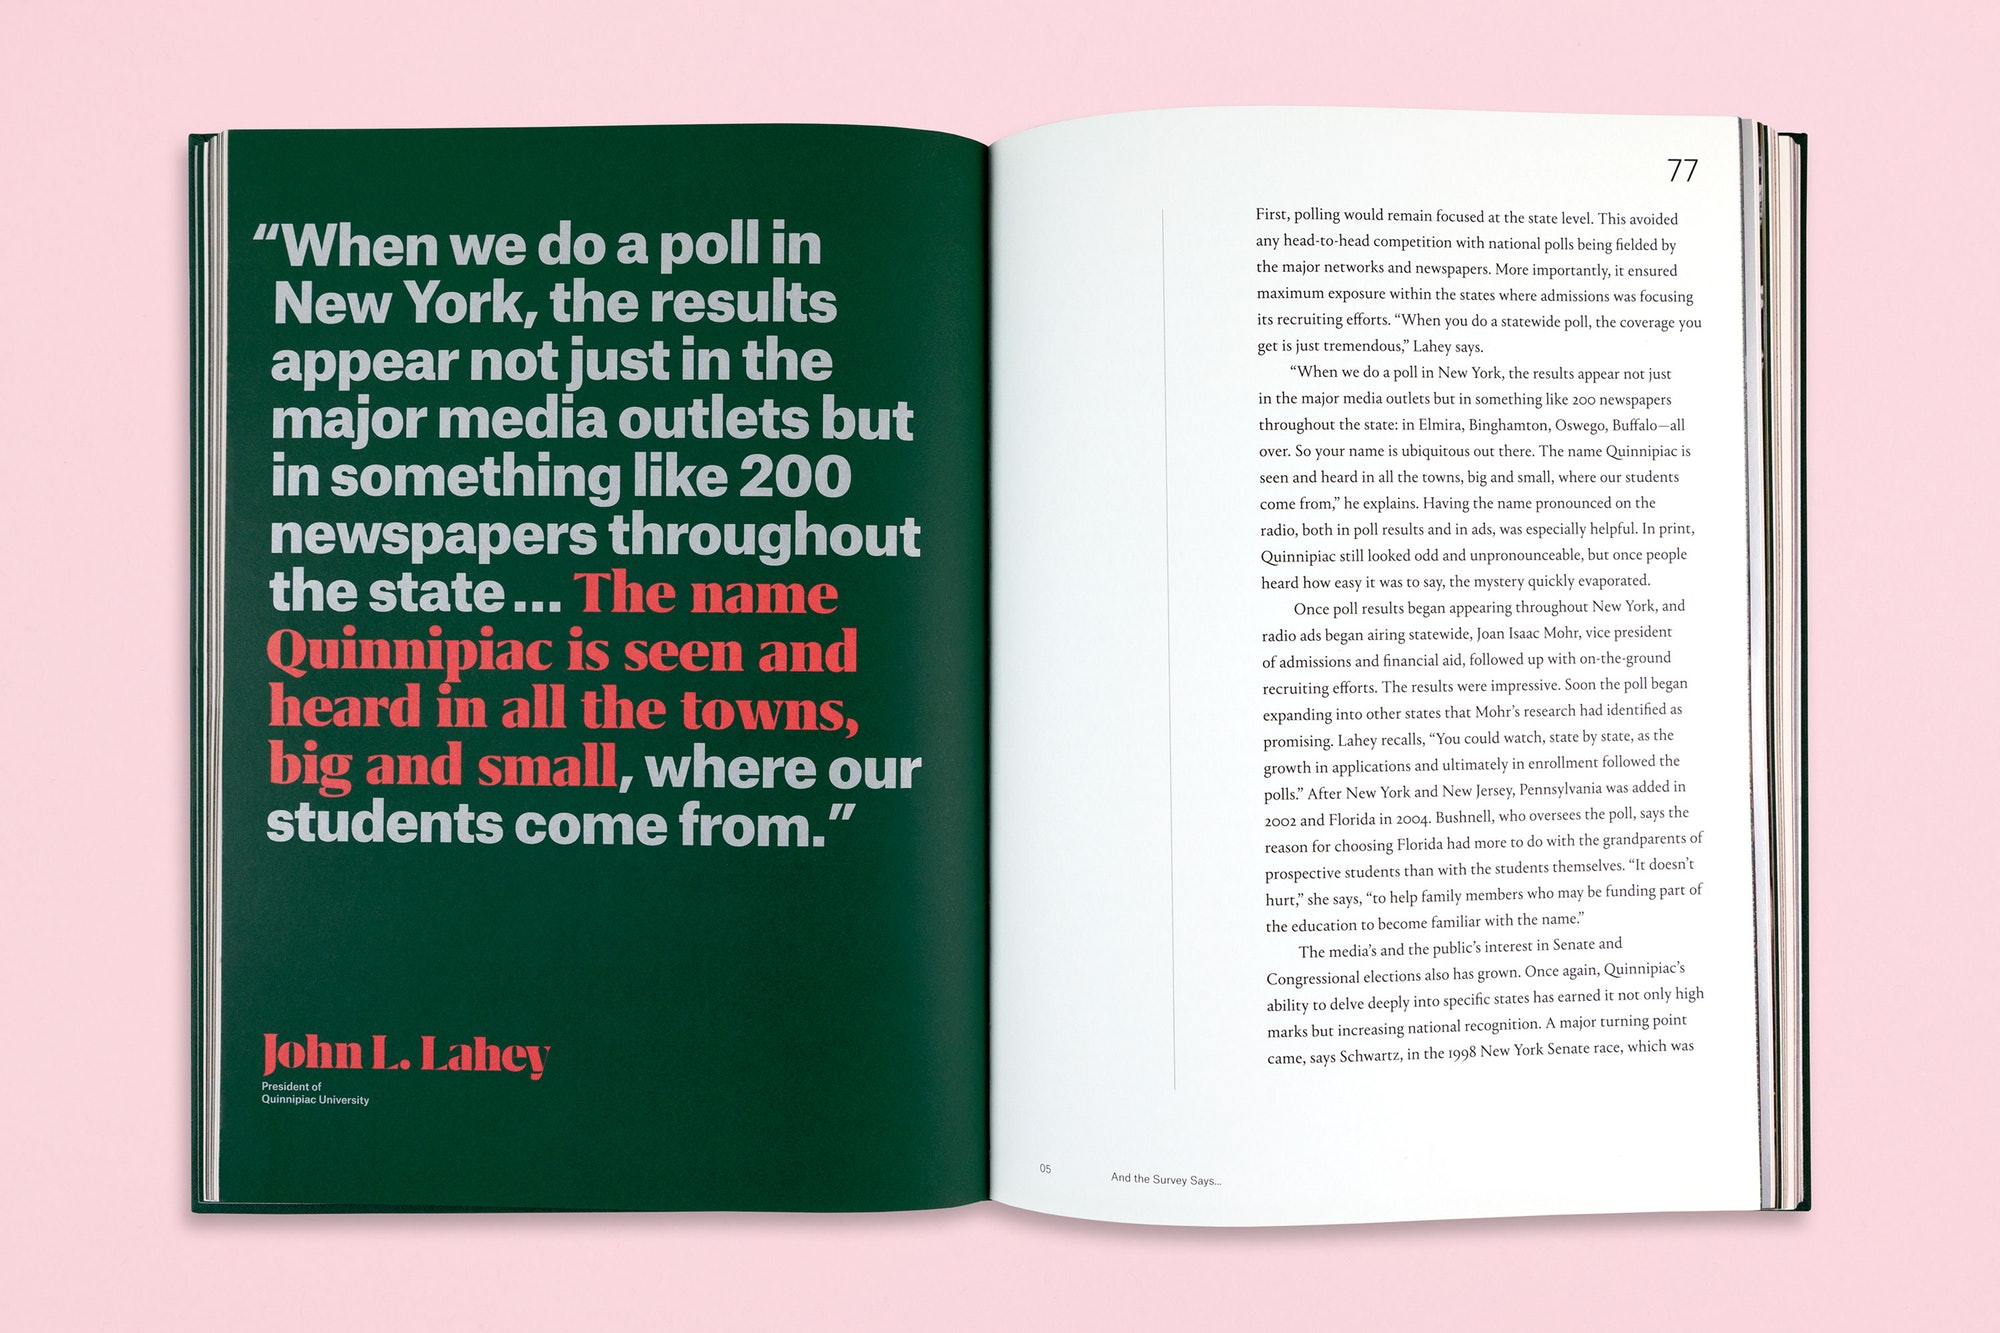 “When we do a poll in
New York, the results
appear not just in the
major media outlets but
in something like 200
newspapers throughout
the state... The name
Quinnipiac is seen and
heard in all the towns,
big and small, where our
students come from.”
John L. Lahey
President of
Quinnipiac University
77
First, polling would remain focused at the state level. This avoided
any head-to-head competition with national polls being fielded by
the major networks and newspapers. More importantly, it ensured
maximum exposure within the states where admissions was focusing
its recruiting efforts. “When you do a statewide poll, the coverage you
get is just tremendous,” Lahey says.
“When we do a poll in New York, the results appear not just
in the major media outlets but in something like 200 newspapers
throughout the state: in Elmira, Binghamton, Oswego, Buffalo—all
over. So your name is ubiquitous out there. The name Quinnipiac is
seen and heard in all the towns, big and small, where our students
come from,” he explains. Having the name pronounced on the
radio, both in poll results and in ads, was especially helpful. In print,
Quinnipiac still looked odd and unpronounceable, but once people
heard how easy it was to say, the mystery quickly evaporated.
Once poll results began appearing throughout New York, and
radio ads began airing statewide, Joan Isaac Mohr, vice president
of admissions and financial aid, followed up with on-the-ground
recruiting efforts. The results were impressive. Soon the poll began
expanding into other states that Mohr’s research had identified as
promising. Lahey recalls, “You could watch, state by state, as the
growth in applications and ultimately in enrollment followed the
polls.” After New York and New Jersey, Pennsylvania was added in
2002 and Florida in 2004. Bushnell, who oversees the poll, says the
reason for choosing Florida had more to do with the grandparents of
prospective students than with the students themselves. “It doesn’t
hurt,” she says, “to help family members who may be funding part of
the education to become familiar with the name.”
The media’s and the public’s interest in Senate and
Congressional elections also has grown. Once again, Quinnipiac’s
ability to delve deeply into specific states has earned it not only high
marks but increasing national recognition. A major turning point
came, says Schwartz, in the 1998 New York Senate race, which was
05 And the Survey Says...